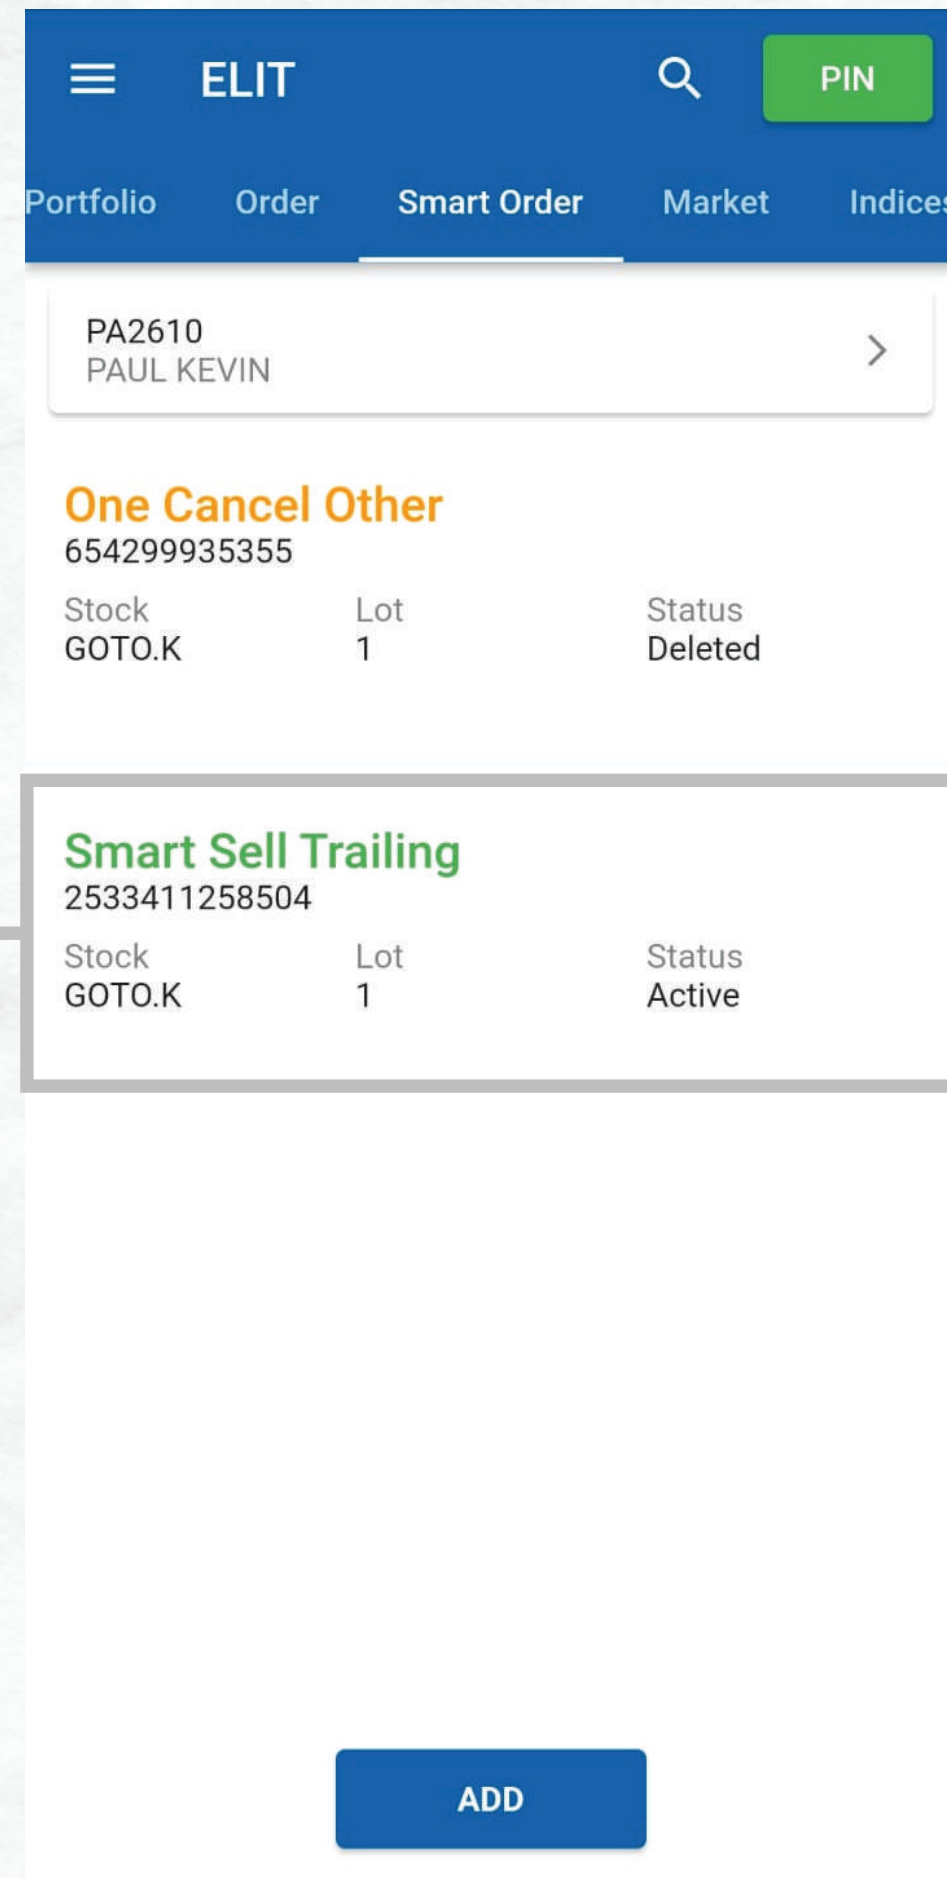 ELIT
PIN
Portfolio Order Smart Order Market Indices
PA2610
PAUL KEVIN
One Cancel Other
654299935355
Stock Lot Status
GOTO.K 1 Deleted
Smart Sell Trailing
2533411258504
Stock Lot Status
GOTO.K 1 Active
ADD